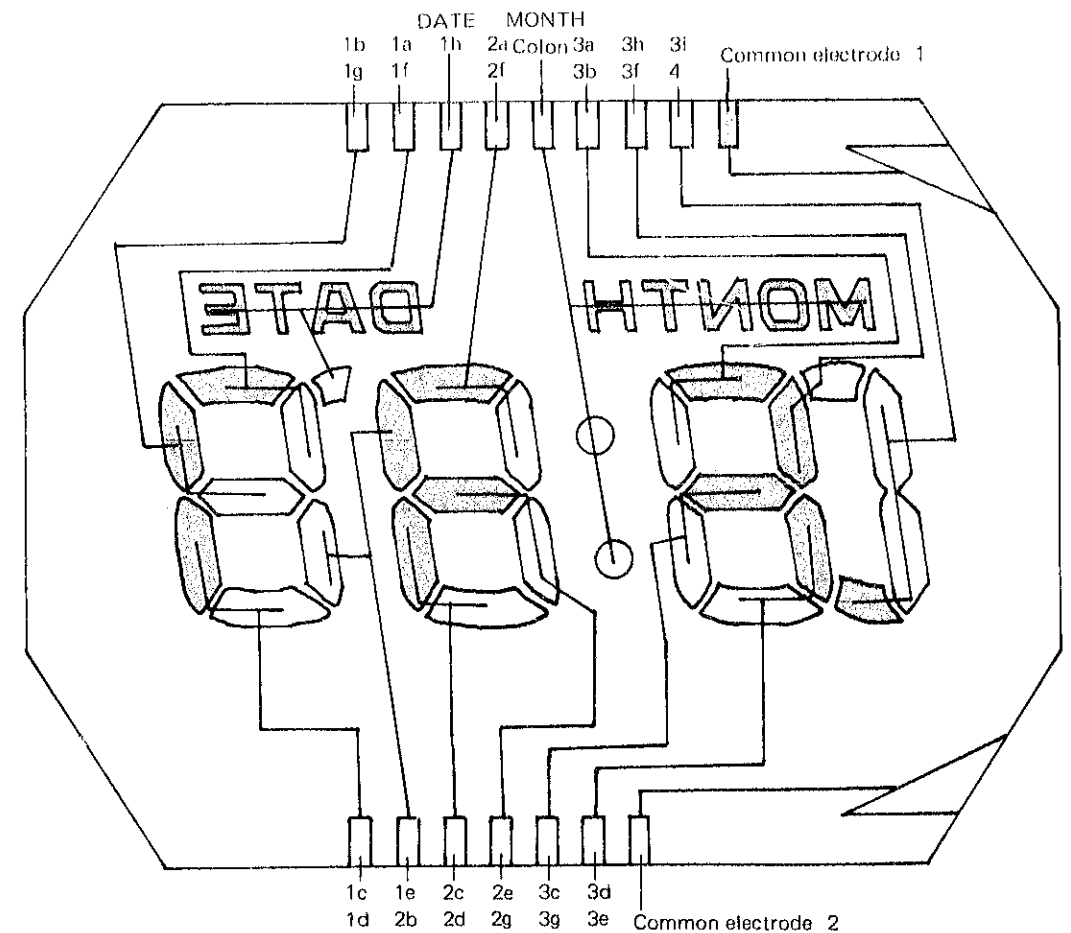 DATE MONTH
1b 1a 1h 2a Colon 3a 3h 3i Common electrode 1
1g 1f 2f 3b 3f 4
DATE MONTH
1c 1e 2c 2e 3c 3d
1d 2b 2d 2g 3g 3e Common electrode 2